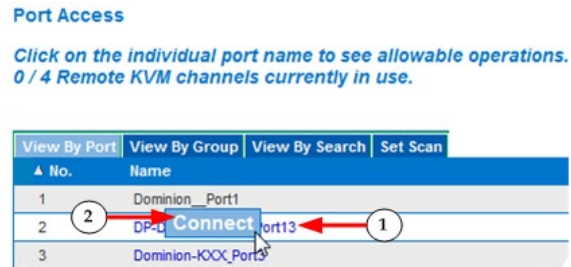 Port Access
Click on the individual port name to see allowable operations.
0 / 4 Remote KVM channels currently in use.
View By Port View By Group View By Search Set Scan
▲ No. Name
1 Dominion__Port1
2 2 DP-D Connect Port13 1
3 Dominion-KXX_Port3